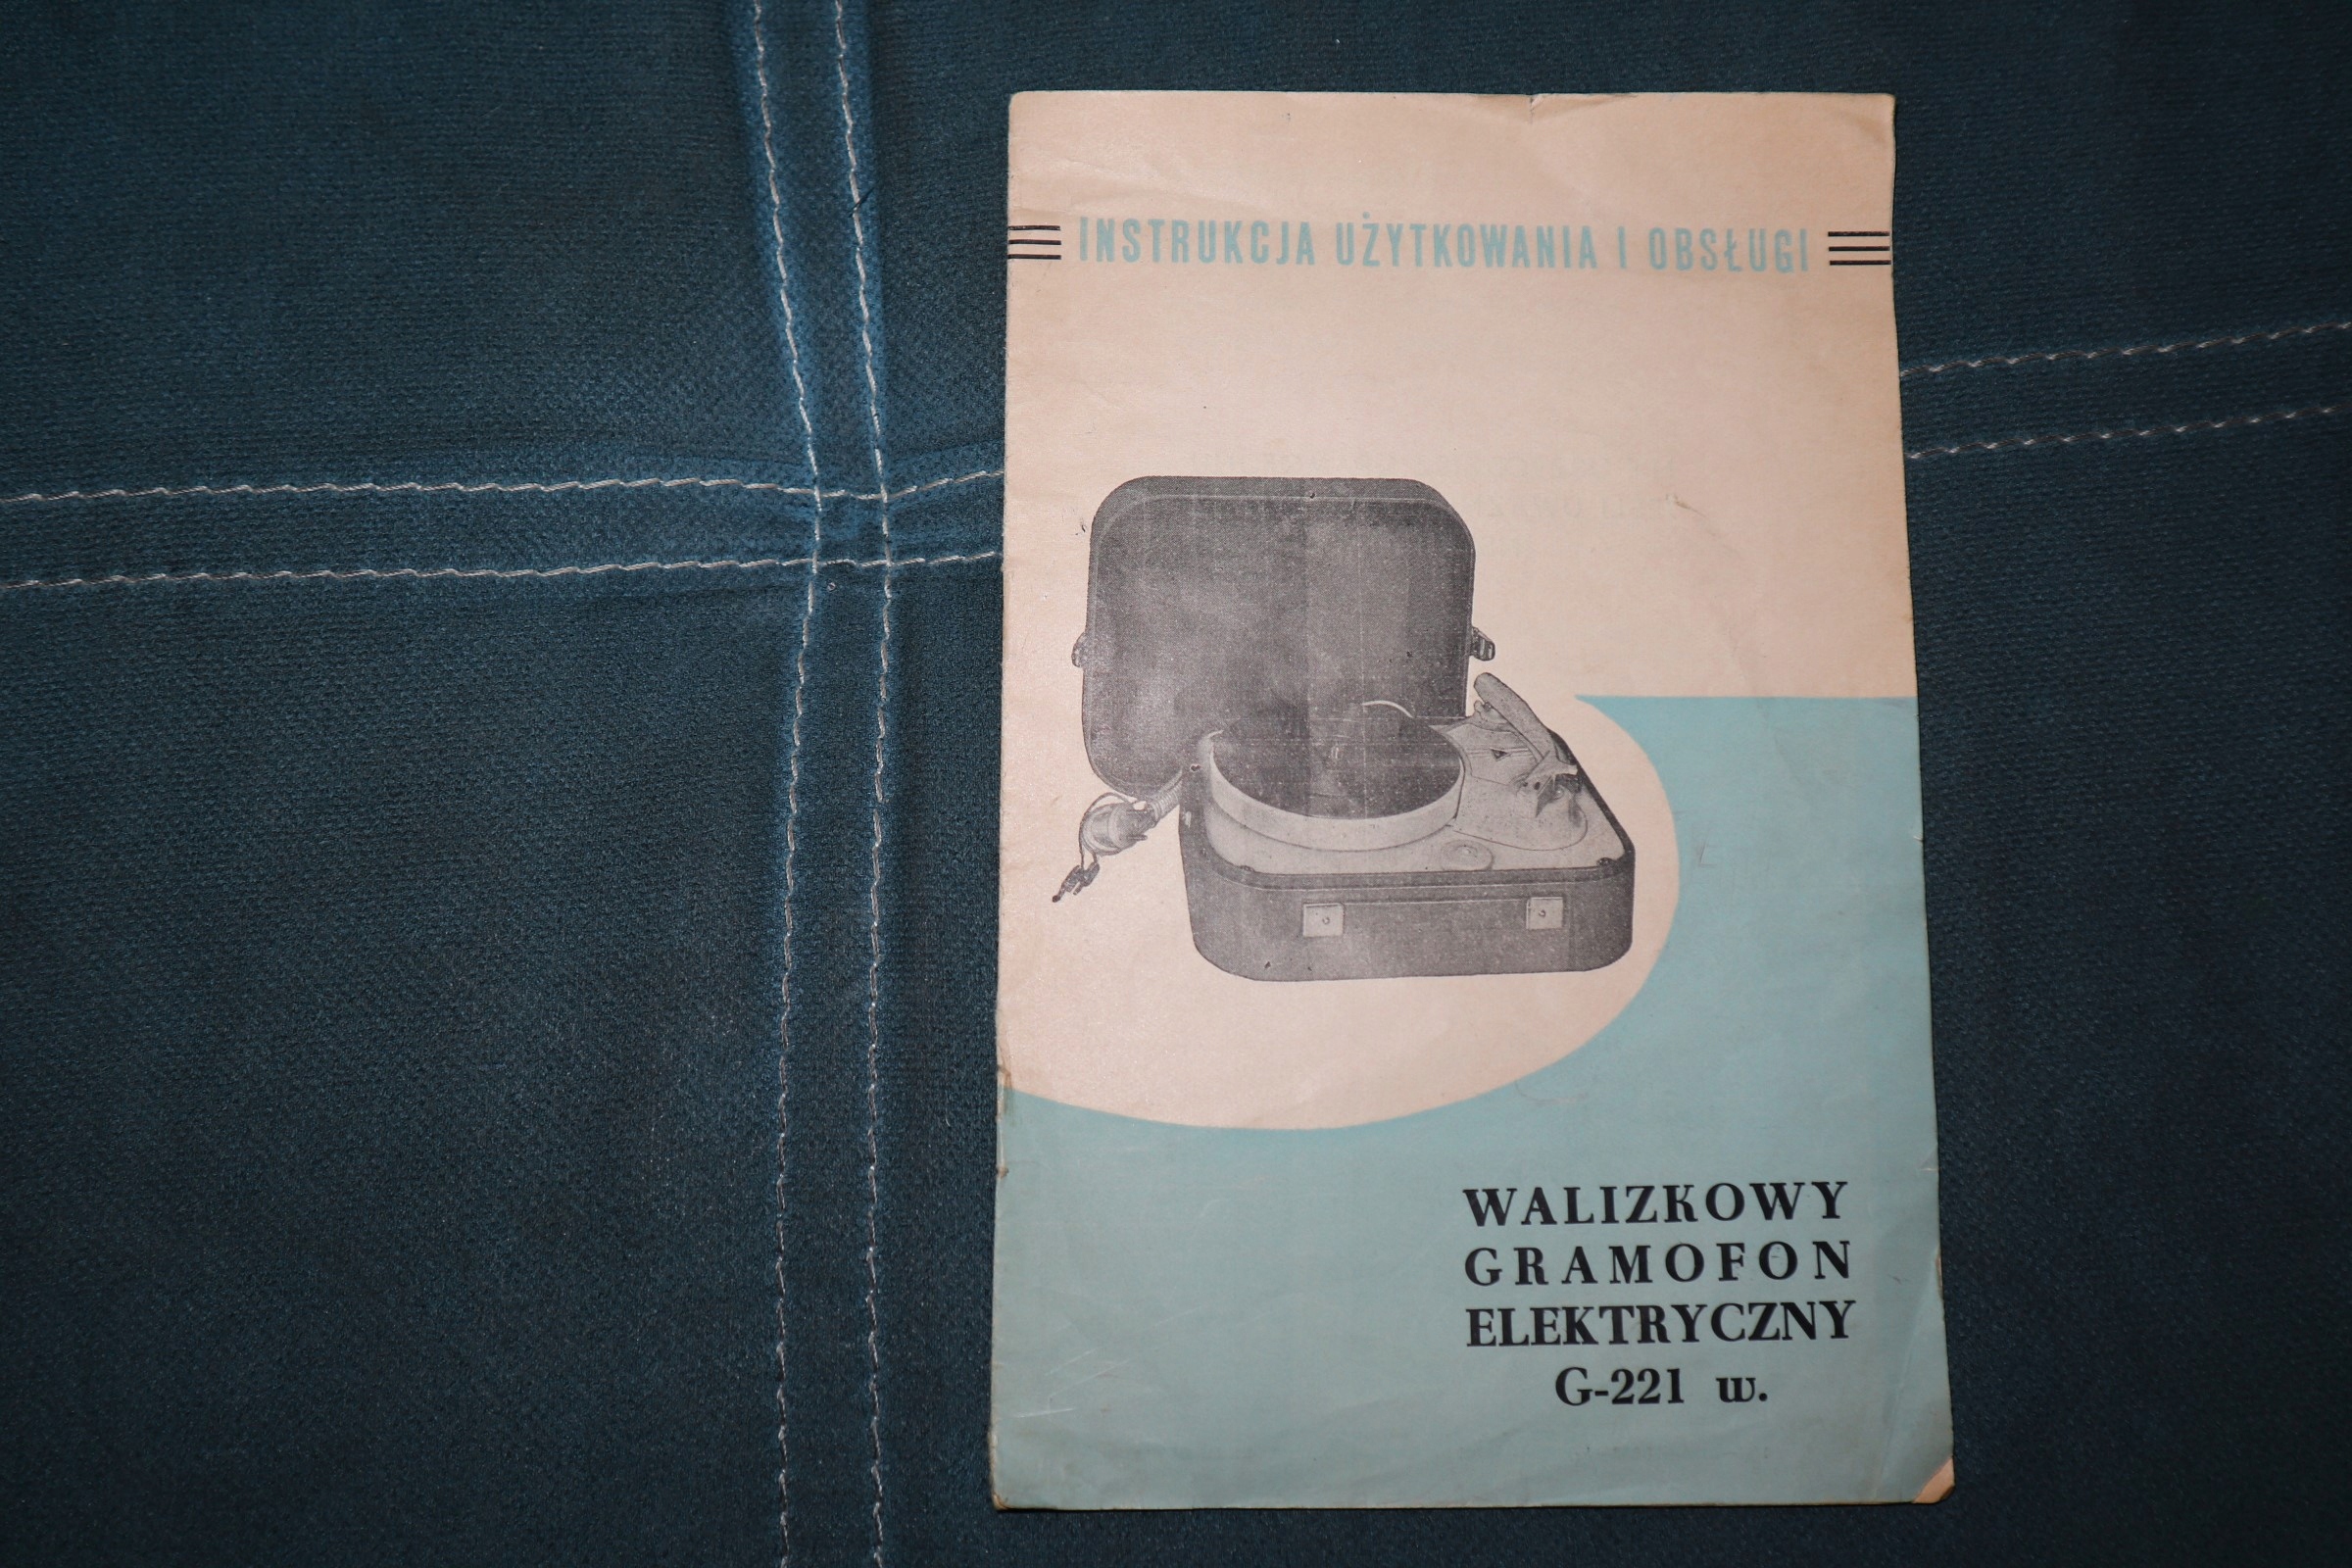 INSTRUKCJA UŻYTKOWANIA I OBSŁUGI
WALIZKOWY
GRAMOFON
ELEKTRYCZNY
G-221 w.